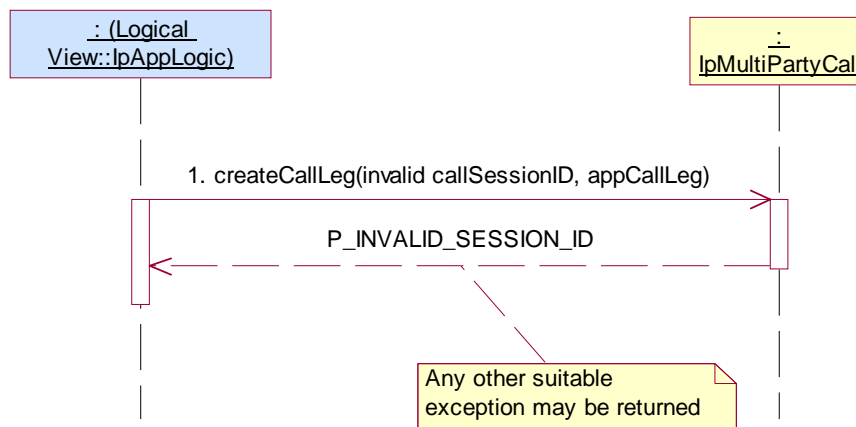 : (Logical
View::IpAppLogic)
:
IpMultiPartyCal
1. createCallLeg(invalid callSessionID, appCallLeg)
P_INVALID_SESSION_ID
Any other suitable
exception may be returned